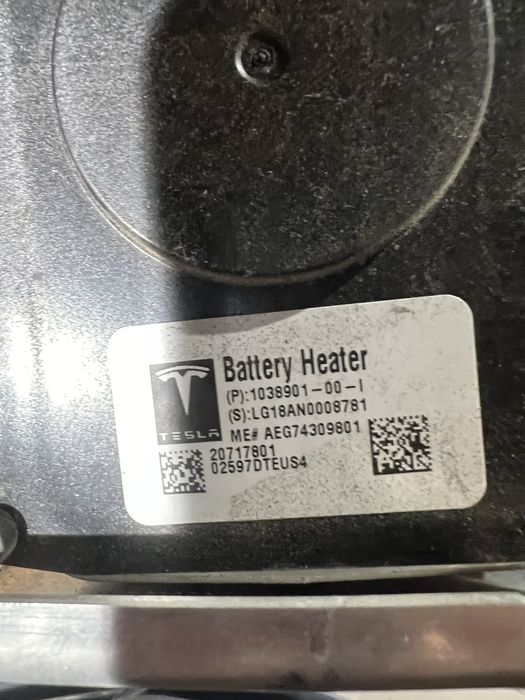 Battery Heater
(P):1038901-00-I
(S):LG18AN0008781
TESLA
ME# AEG74309801
20717801
02597DTEUS4